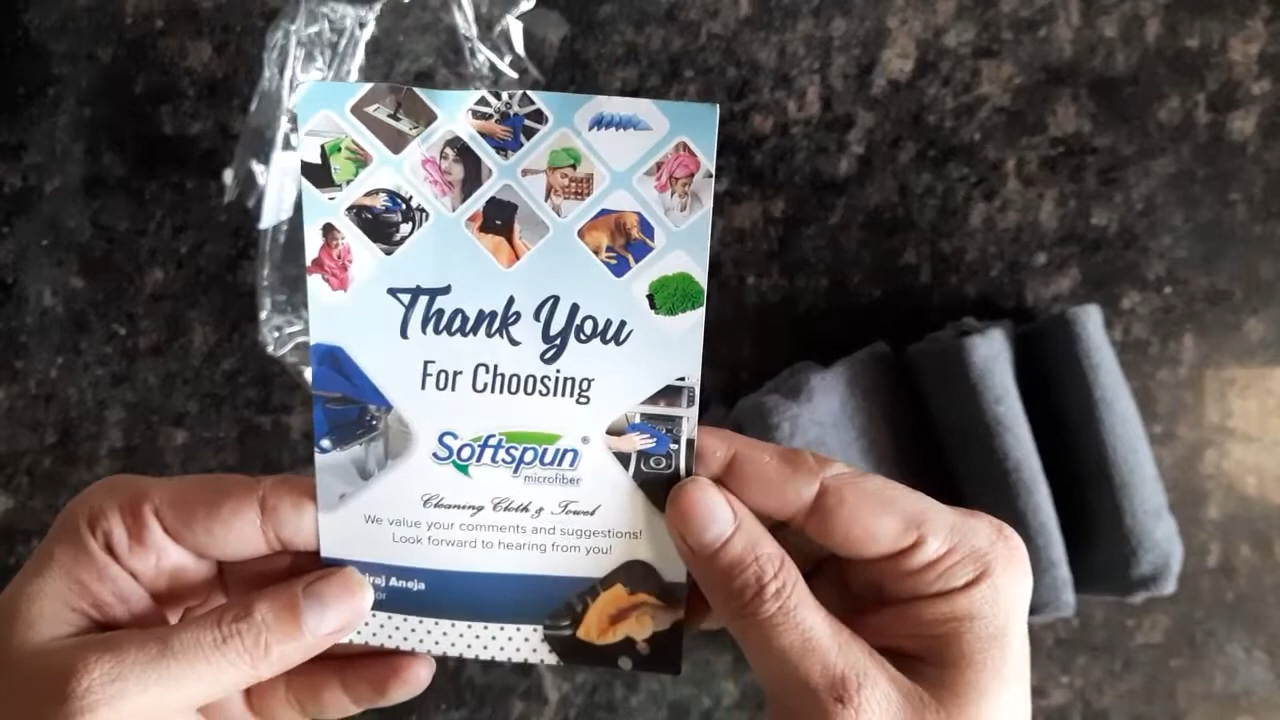 Thank You
For Choosing
Softspun®
microfiber
Cleaning Cloth & Towel
We value your comments and suggestions!
Look forward to hearing from you!
Aneja